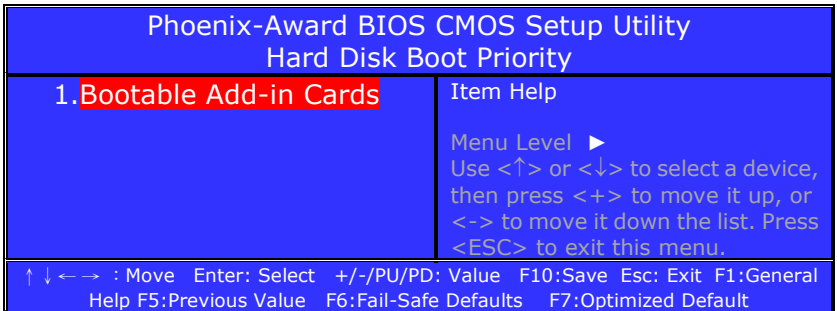 Phoenix-Award BIOS CMOS Setup Utility
Hard Disk Boot Priority
1.Bootable Add-in Cards
Item Help
Menu Level ►
Use <↑> or <↓> to select a device,
then press <+> to move it up, or
<-> to move it down the list. Press
<ESC> to exit this menu.
↑↓←→ : Move Enter: Select +/-/PU/PD: Value F10:Save Esc: Exit F1:General
Help F5:Previous Value F6:Fail-Safe Defaults F7:Optimized Default